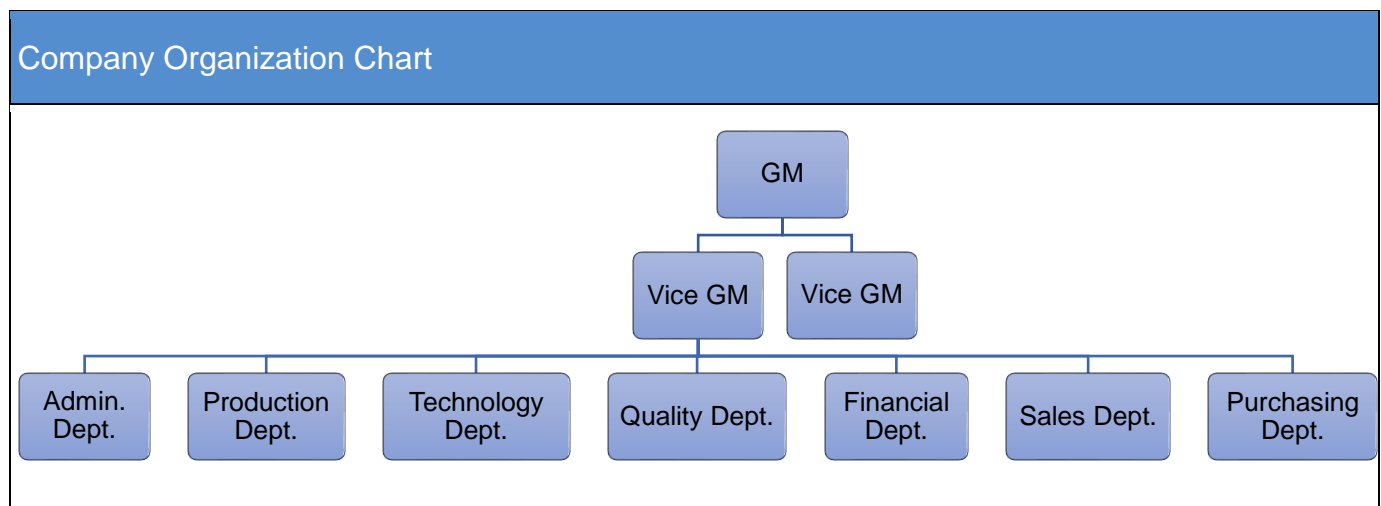 Company Organization Chart
GM
Vice GM
Vice GM
Admin.
Dept.
Production
Dept.
Technology
Dept.
Quality Dept.
Financial
Dept.
Sales Dept.
Purchasing
Dept.